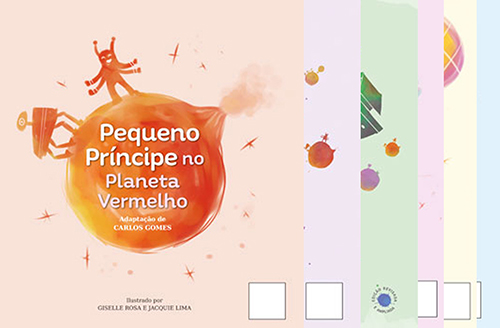 Pequeno
Príncipe no
Planeta
Vermelho
Adaptação de
CARLOS GOMES
Ilustrado por
GISELLE ROSA E JACQUIE LIMA